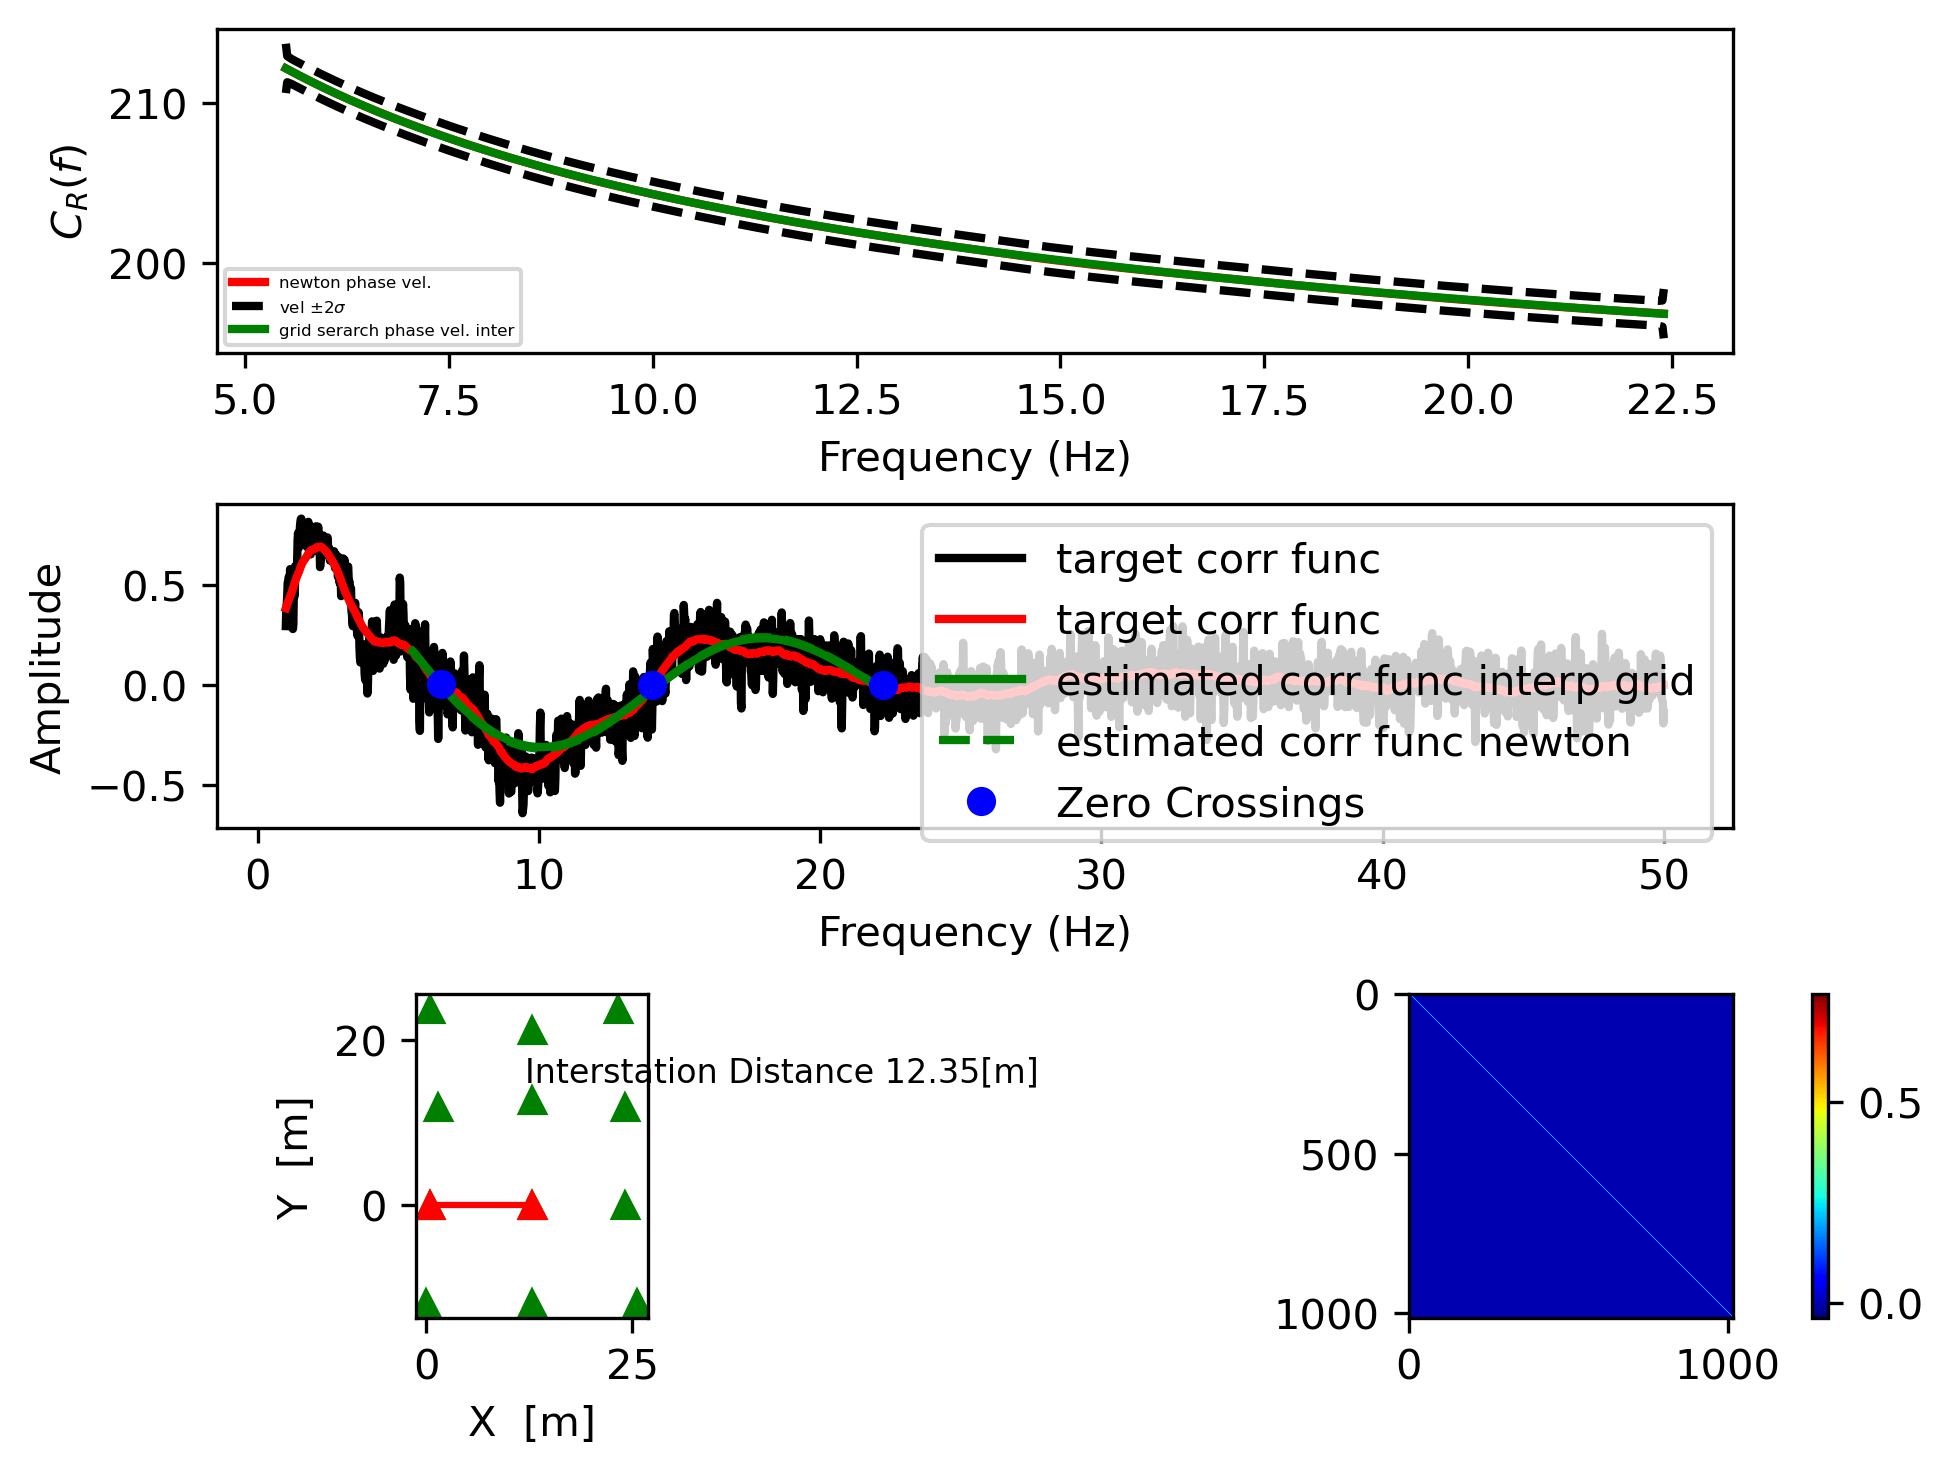 210
200
C_R(f)
newton phase vel.
vel ±2σ
grid serarch phase vel. inter
5.0 7.5 10.0 12.5 15.0 17.5 20.0 22.5
Frequency (Hz)
0.5
0.0
−0.5
Amplitude
target corr func
target corr func
estimated corr func interp grid
estimated corr func newton
Zero Crossings
0 10 20 30 40 50
Frequency (Hz)
20
0
Y [m]
Interstation Distance 12.35[m]
0 25
X [m]
0
500
1000
0 1000
0.5
0.0